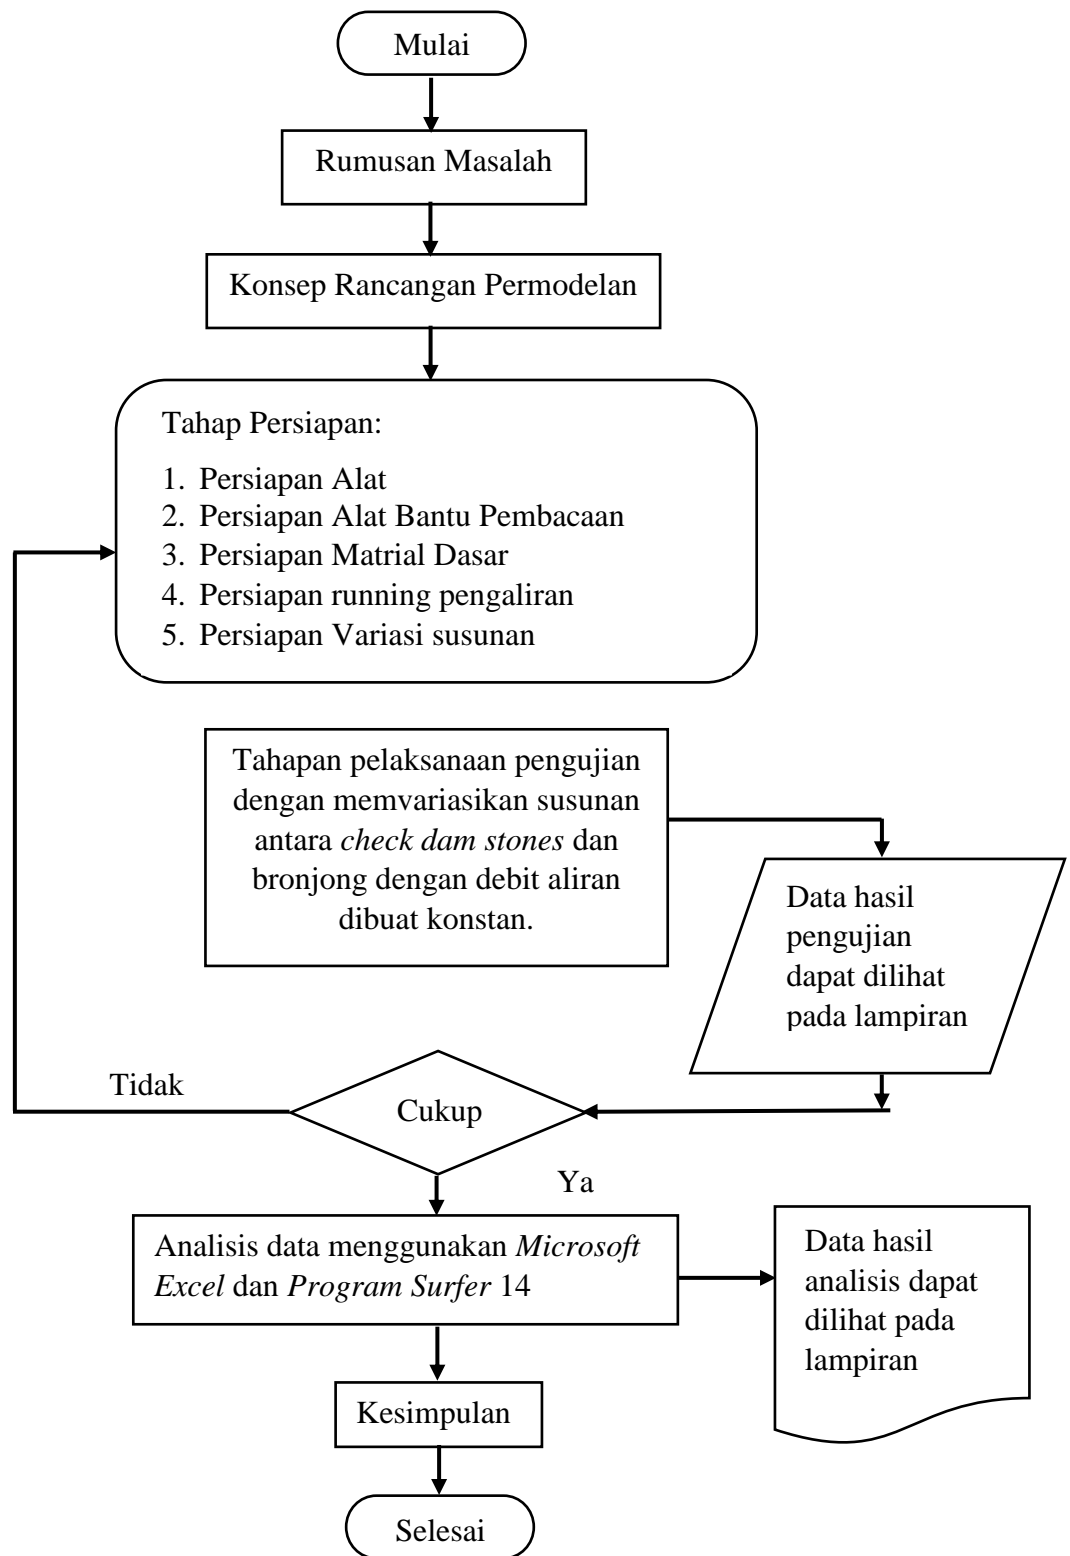 Mulai
Rumusan Masalah
Konsep Rancangan Permodelan
Tahap Persiapan:
1. Persiapan Alat
2. Persiapan Alat Bantu Pembacaan
3. Persiapan Matrial Dasar
4. Persiapan running pengaliran
5. Persiapan Variasi susunan
Tahapan pelaksanaan pengujian
dengan memvariasikan susunan
antara check dam stones dan
bronjong dengan debit aliran
dibuat konstan.
Data hasil
pengujian
dapat dilihat
pada lampiran
Tidak
Cukup
Ya
Analisis data menggunakan Microsoft
Excel dan Program Surfer 14
Data hasil
analisis dapat
dilihat pada
lampiran
Kesimpulan
Selesai